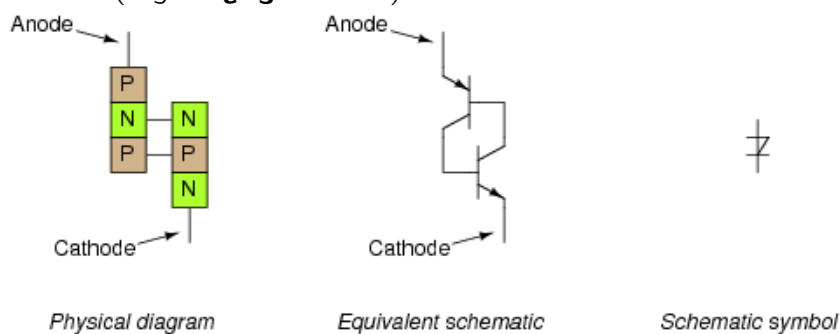 Anode
Anode
P
N
N
P
P
N
Cathode
Cathode
Physical diagram
Equivalent schematic
Schematic symbol